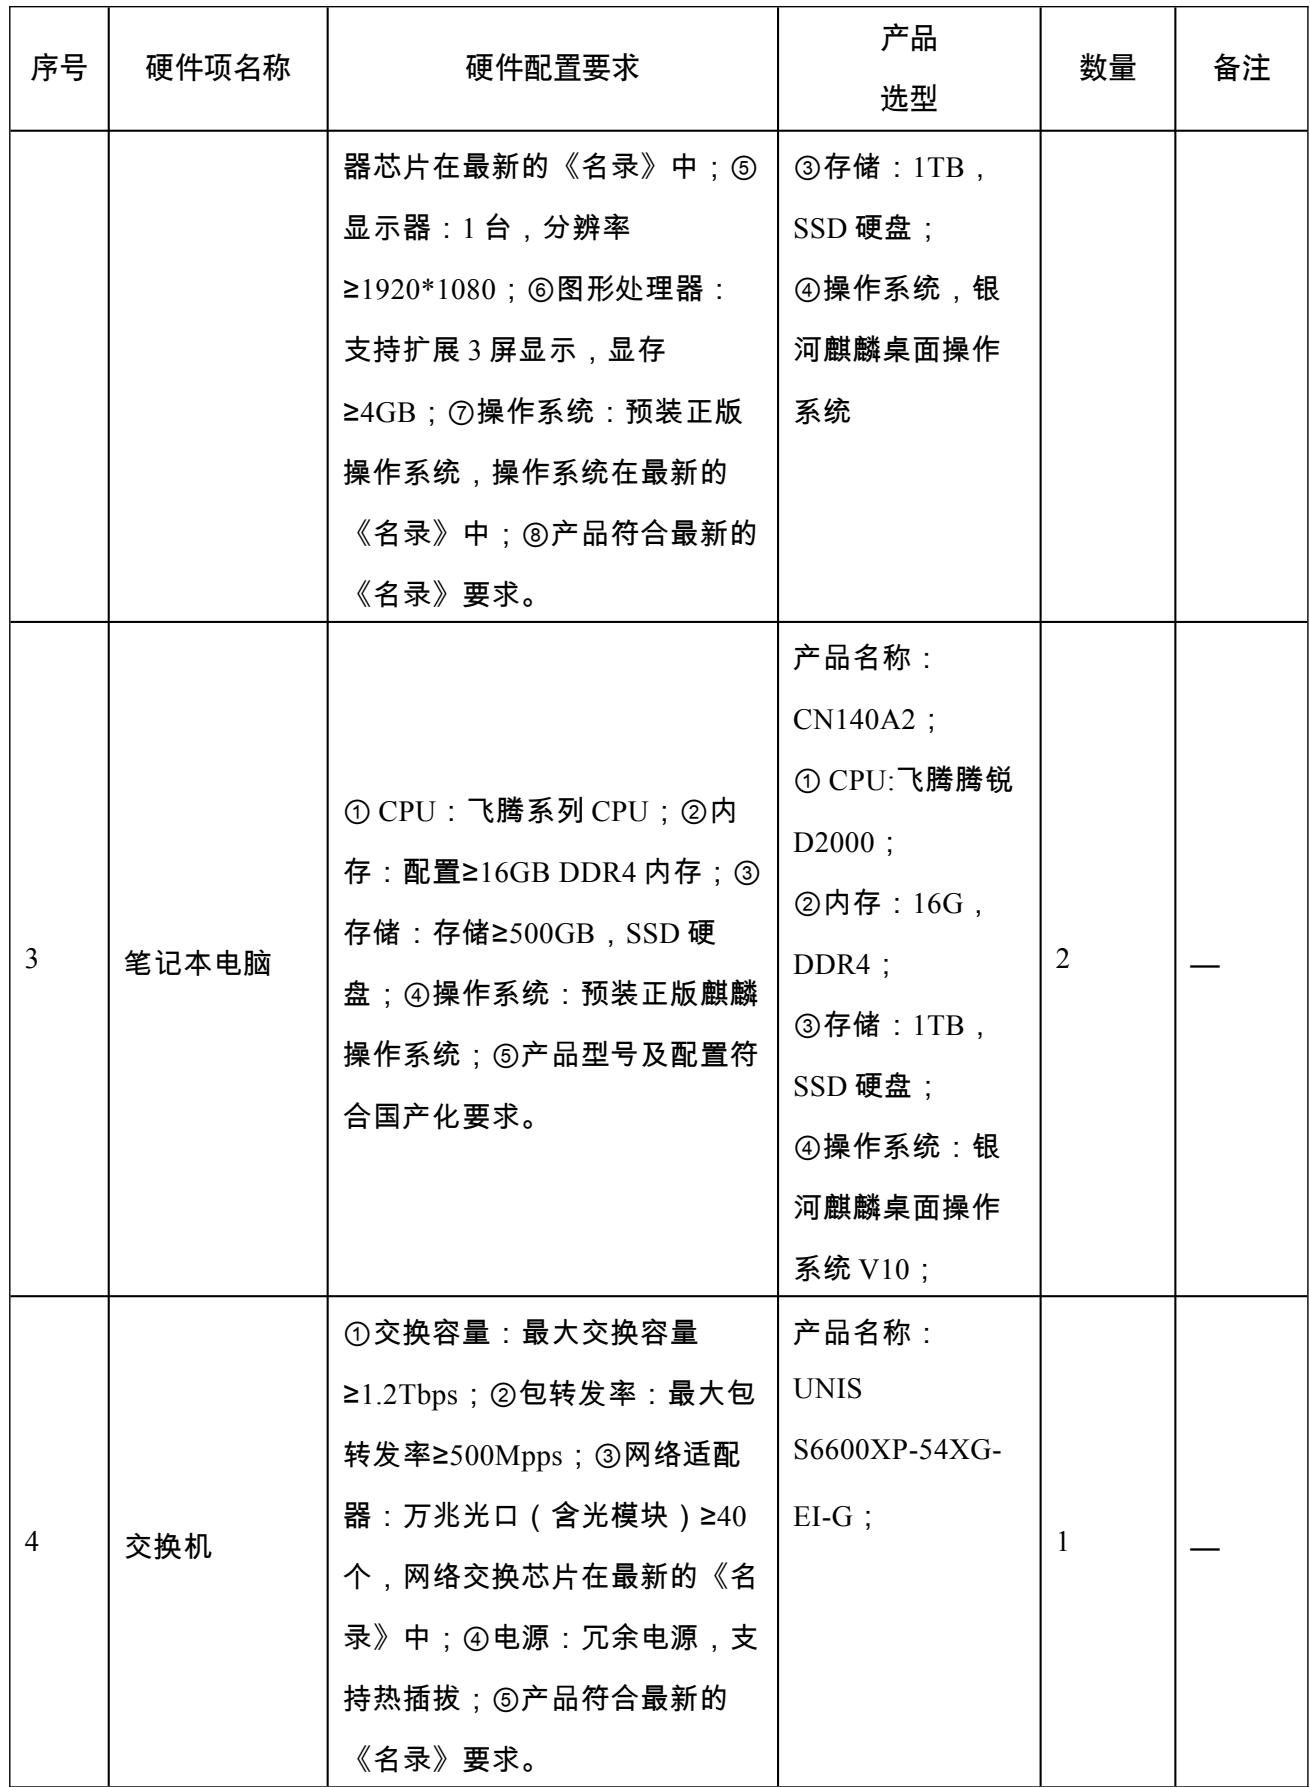 序号
硬件项名称
硬件配置要求
产品
选型
数量
备注
器芯片在最新的《名录》中；⑤
显示器：1 台，分辨率
≥1920*1080；⑥图形处理器：
支持扩展 3 屏显示，显存
≥4GB；⑦操作系统：预装正版
操作系统，操作系统在最新的
《名录》中；⑧产品符合最新的
《名录》要求。
③存储：1TB，
SSD 硬盘；
④操作系统，银
河麒麟桌面操作
系统
3
笔记本电脑
① CPU：飞腾系列 CPU；②内
存：配置≥16GB DDR4 内存；③
存储：存储≥500GB，SSD 硬
盘；④操作系统：预装正版麒麟
操作系统；⑤产品型号及配置符
合国产化要求。
产品名称：
CN140A2；
① CPU:飞腾腾锐
D2000；
②内存：16G，
DDR4；
③存储：1TB，
SSD 硬盘；
④操作系统：银
河麒麟桌面操作
系统 V10；
2
—
4
交换机
①交换容量：最大交换容量
≥1.2Tbps；②包转发率：最大包
转发率≥500Mpps；③网络适配
器：万兆光口（含光模块）≥40
个，网络交换芯片在最新的《名
录》中；④电源：冗余电源，支
持热插拔；⑤产品符合最新的
《名录》要求。
产品名称：
UNIS
S6600XP-54XG-
EI-G；
1
—